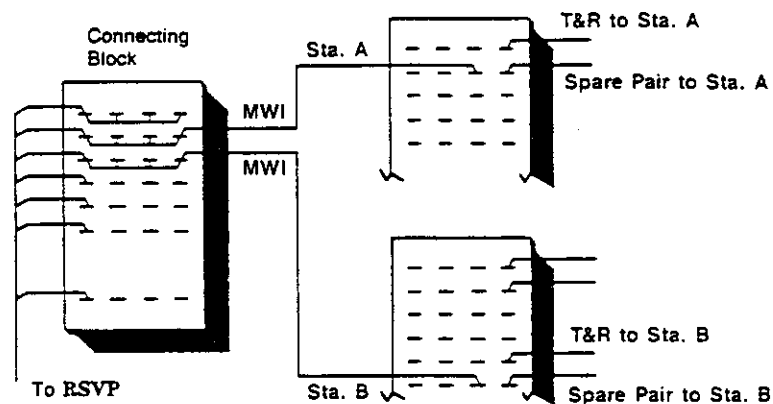 T&R to Sta. A
Connecting
Block
Sta. A
Spare Pair to Sta. A
MWI
MWI
T&R to Sta. B
To RSVP
Sta. B
Spare Pair to Sta. B